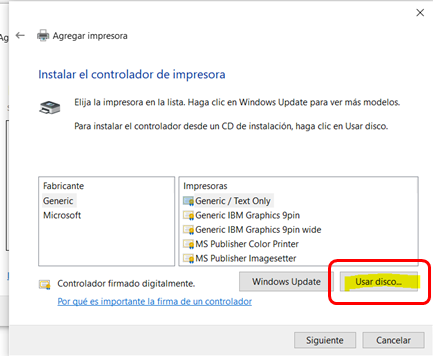 Agregar impresora
Instalar el controlador de impresora
Elija la impresora en la lista. Haga clic en Windows Update para ver más modelos.
Para instalar el controlador desde un CD de instalación, haga clic en Usar disco.
Fabricante
Generic
Microsoft
Impresoras
Generic / Text Only
Generic IBM Graphics 9pin
Generic IBM Graphics 9pin wide
MS Publisher Color Printer
MS Publisher Imagesetter
Controlador firmado digitalmente.
Por qué es importante la firma de un controlador
Windows Update
Usar disco...
Siguiente
Cancelar